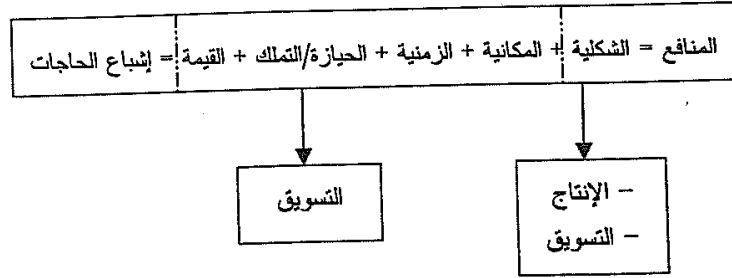 المنافع = الشكلية + المكانية + الزمنية + الحيازة/التملك + القيمة = إشباع الحاجات
– الإنتاج
– التسويق
التسويق